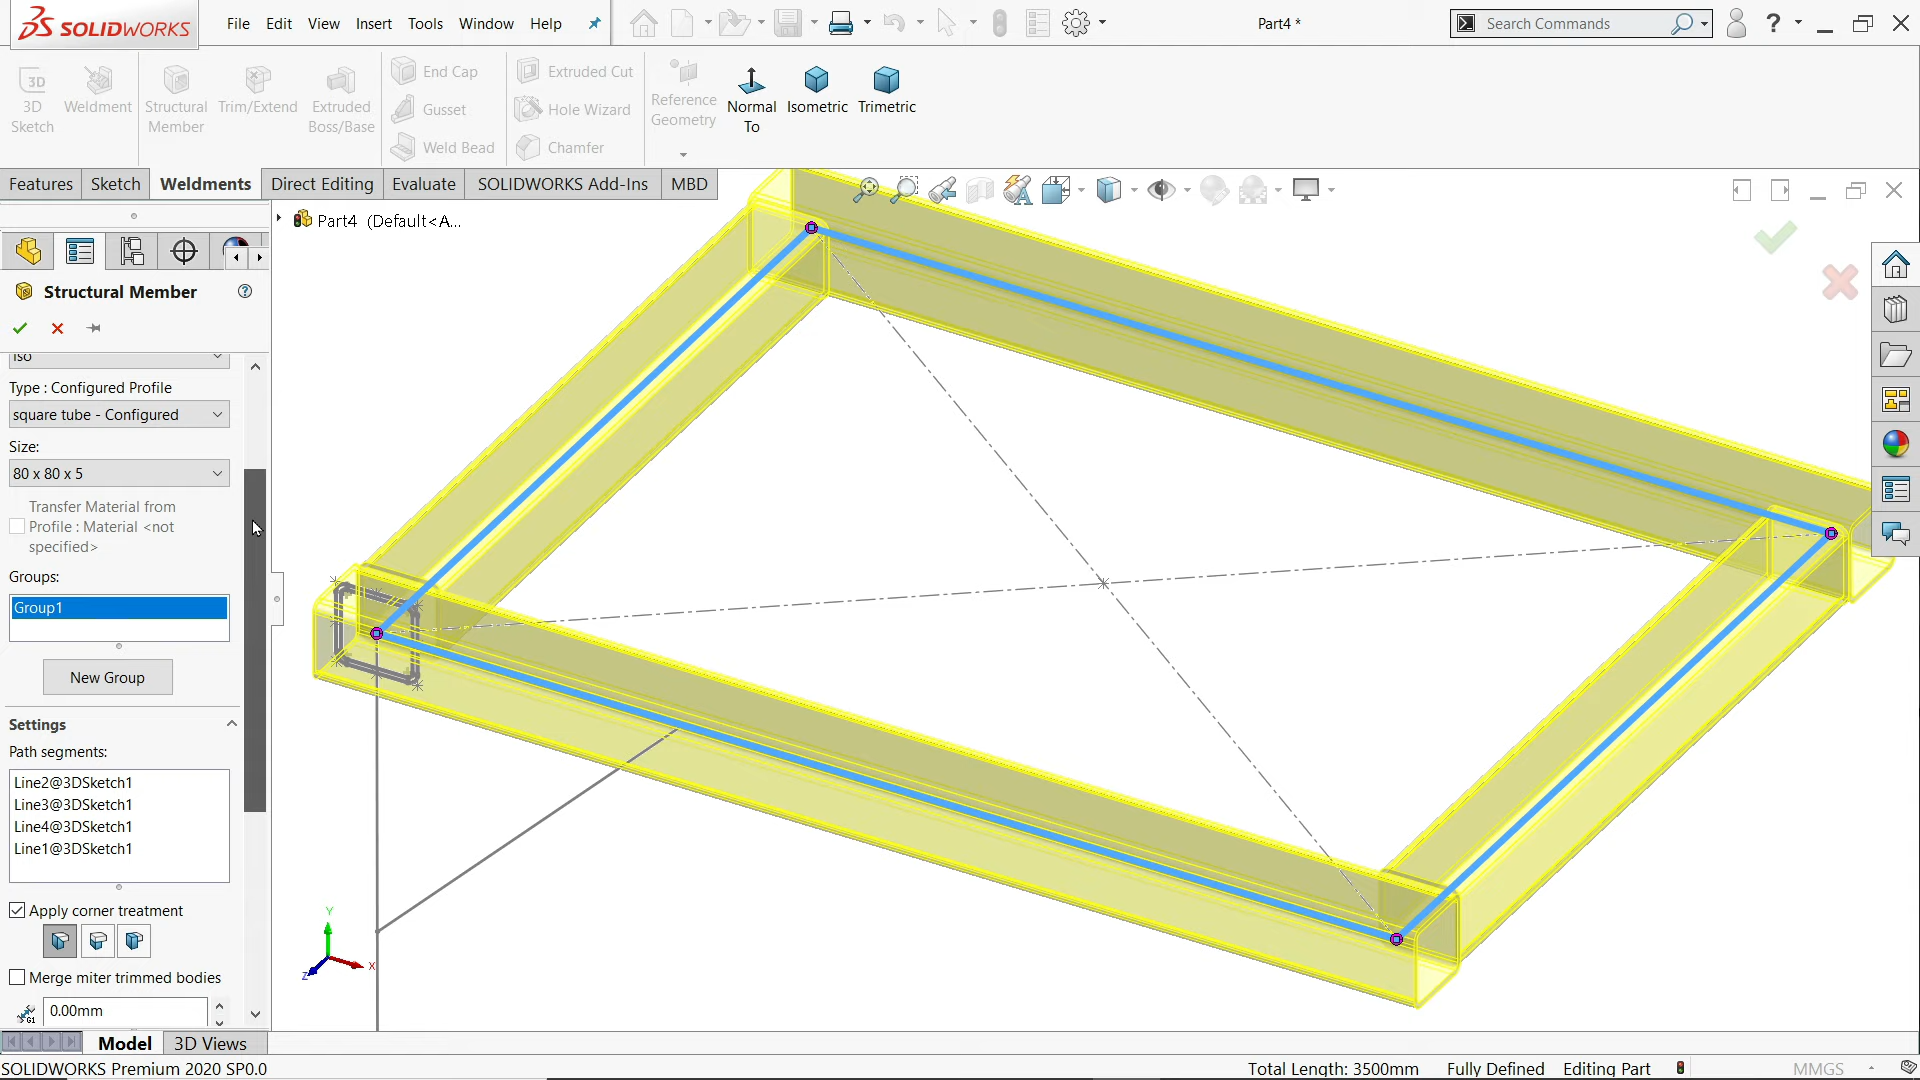 SOLIDWORKS File Edit View Insert Tools Window Help Part4 * Search Commands ?
3D Sketch
Weldment
Structural Member
Trim/Extend
Extruded Boss/Base
End Cap
Gusset
Weld Bead
Extruded Cut
Hole Wizard
Chamfer
Reference Geometry
Normal To
Isometric
Trimetric
Features Sketch Weldments Direct Editing Evaluate SOLIDWORKS Add-Ins MBD
Part4 (Default<A...
Structural Member
Iso
Type : Configured Profile
square tube - Configured
Size:
80 x 80 x 5
Transfer Material from
Profile : Material <not
specified>
Groups:
Group1
New Group
Settings
Path segments:
Line2@3DSketch1
Line3@3DSketch1
Line4@3DSketch1
Line1@3DSketch1
Apply corner treatment
Merge miter trimmed bodies
G1 0.00mm
Y
X
Z
Model 3D Views
SOLIDWORKS Premium 2020 SP0.0 Total Length: 3500mm Fully Defined Editing Part MMGS